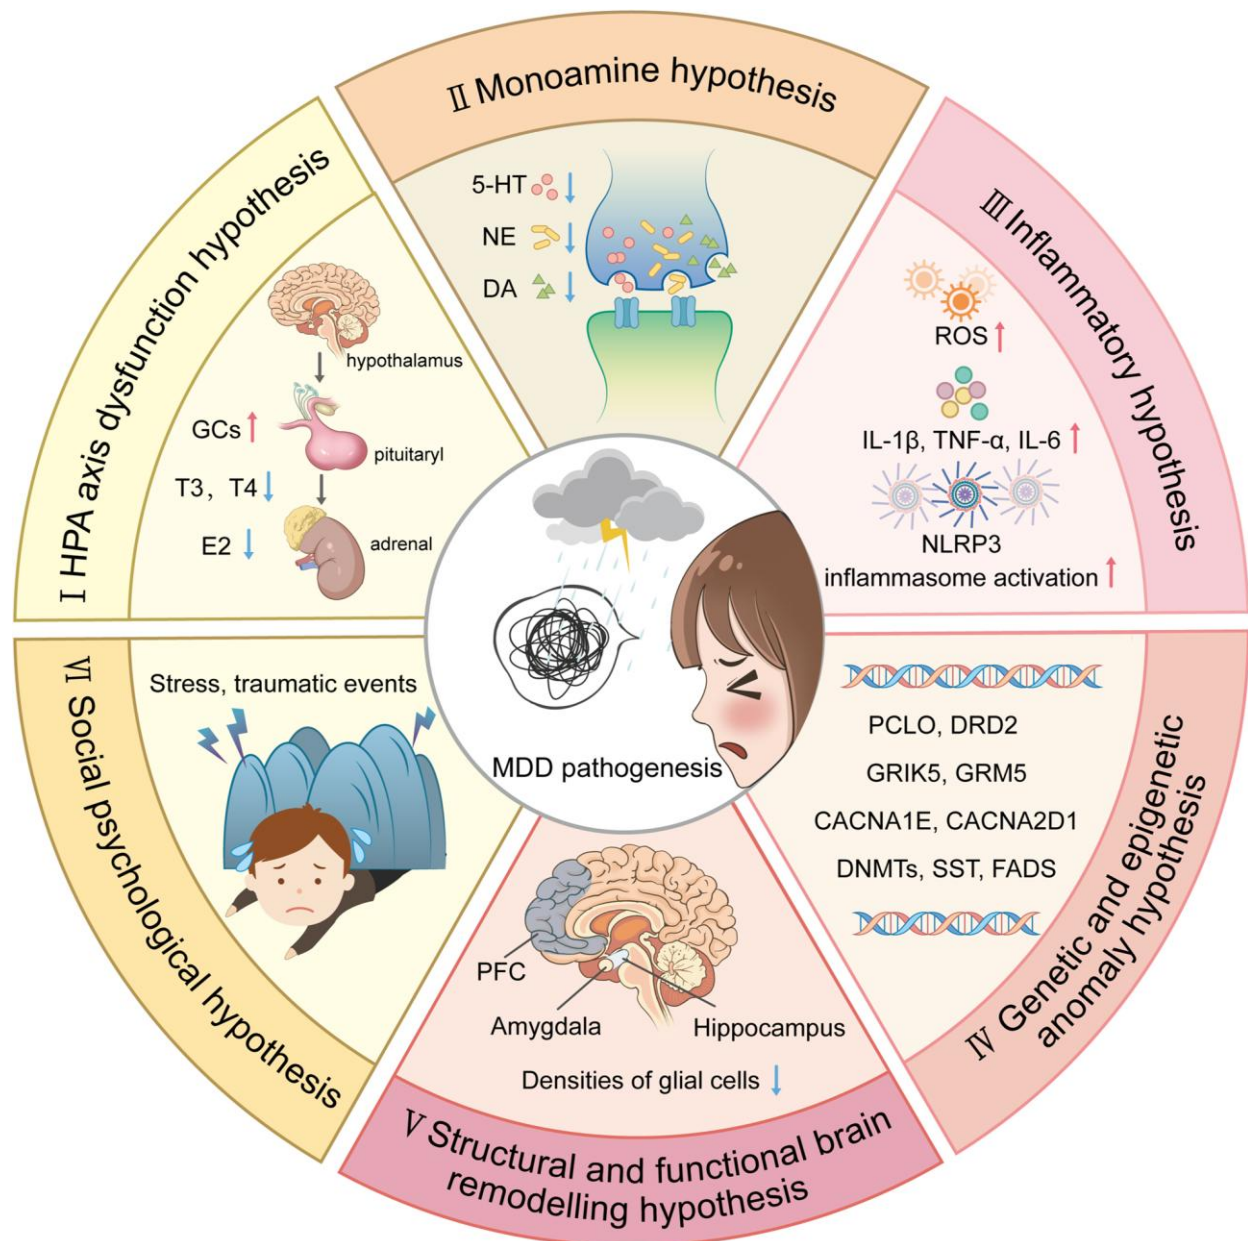 Ⅰ HPA axis dysfunction hypothesis
hypothalamus
GCs
pituitaryl
T3, T4
E2
adrenal
Ⅱ Monoamine hypothesis
5-HT
NE
DA
Ⅲ Inflammatory hypothesis
ROS
IL-1β, TNF-α, IL-6
NLRP3
inflammasome activation
Ⅳ Genetic and epigenetic
anomaly hypothesis
PCLO, DRD2
GRIK5, GRM5
CACNA1E, CACNA2D1
DNMTs, SST, FADS
Ⅴ Structural and functional brain
remodelling hypothesis
PFC
Amygdala
Hippocampus
Densities of glial cells
Ⅵ Social psychological hypothesis
Stress, traumatic events
MDD pathogenesis